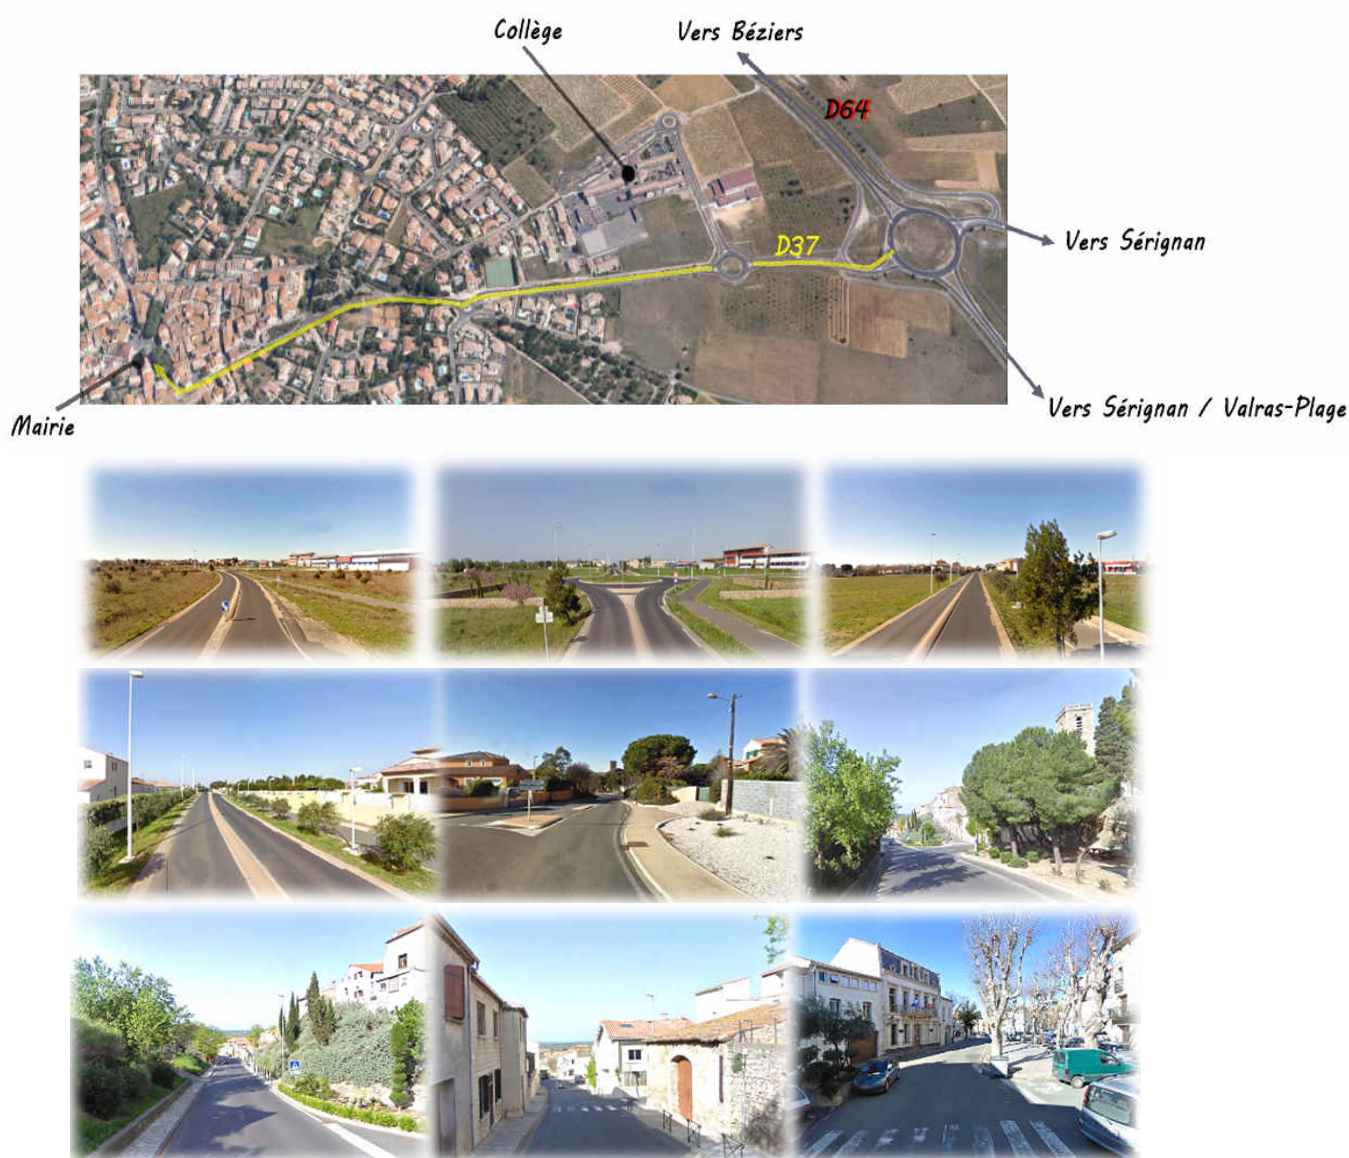 Collège
Vers Béziers
D64
Vers Sérignan
D37
Vers Sérignan / Valras-Plage
Mairie